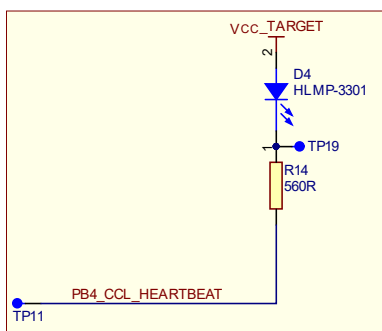 VCC_TARGET
2
D4
HLMP-3301
1
TP19
R14
560R
PB4_CCL_HEARTBEAT
TP11